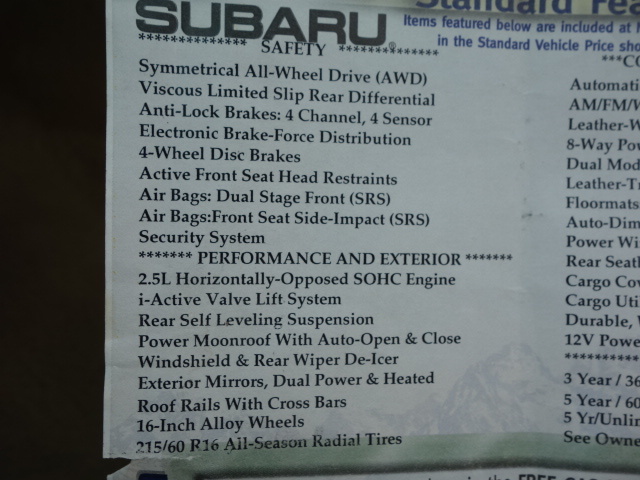 Standard Fea
SUBARU®
Items featured below are included at
in the Standard Vehicle Price sho
************* SAFETY *************
Symmetrical All-Wheel Drive (AWD)
Viscous Limited Slip Rear Differential
Anti-Lock Brakes: 4 Channel, 4 Sensor
Electronic Brake-Force Distribution
4-Wheel Disc Brakes
Active Front Seat Head Restraints
Air Bags: Dual Stage Front (SRS)
Air Bags:Front Seat Side-Impact (SRS)
Security System
******* PERFORMANCE AND EXTERIOR *******
2.5L Horizontally-Opposed SOHC Engine
i-Active Valve Lift System
Rear Self Leveling Suspension
Power Moonroof With Auto-Open & Close
Windshield & Rear Wiper De-Icer
Exterior Mirrors, Dual Power & Heated
Roof Rails With Cross Bars
16-Inch Alloy Wheels
215/60 R16 All-Season Radial Tires
***CO
Automati
AM/FM/W
Leather-W
8-Way Pow
Dual Mod
Leather-Tr
Floormats
Auto-Dim
Power Wi
Rear Seatb
Cargo Cov
Cargo Util
Durable,
12V Powe
**********
3 Year / 36
5 Year / 60
5 Yr/Unlin
See Owne